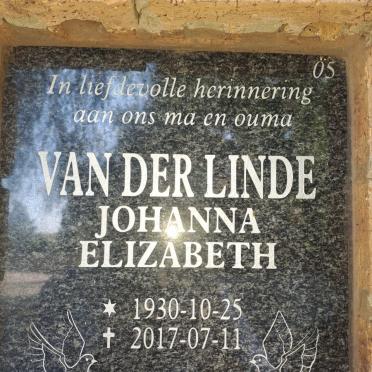 Ö5
In liefdevolle herinnering
aan ons ma en ouma
VAN DER LINDE
JOHANNA
ELIZABETH
✶ 1930-10-25
✝ 2017-07-11